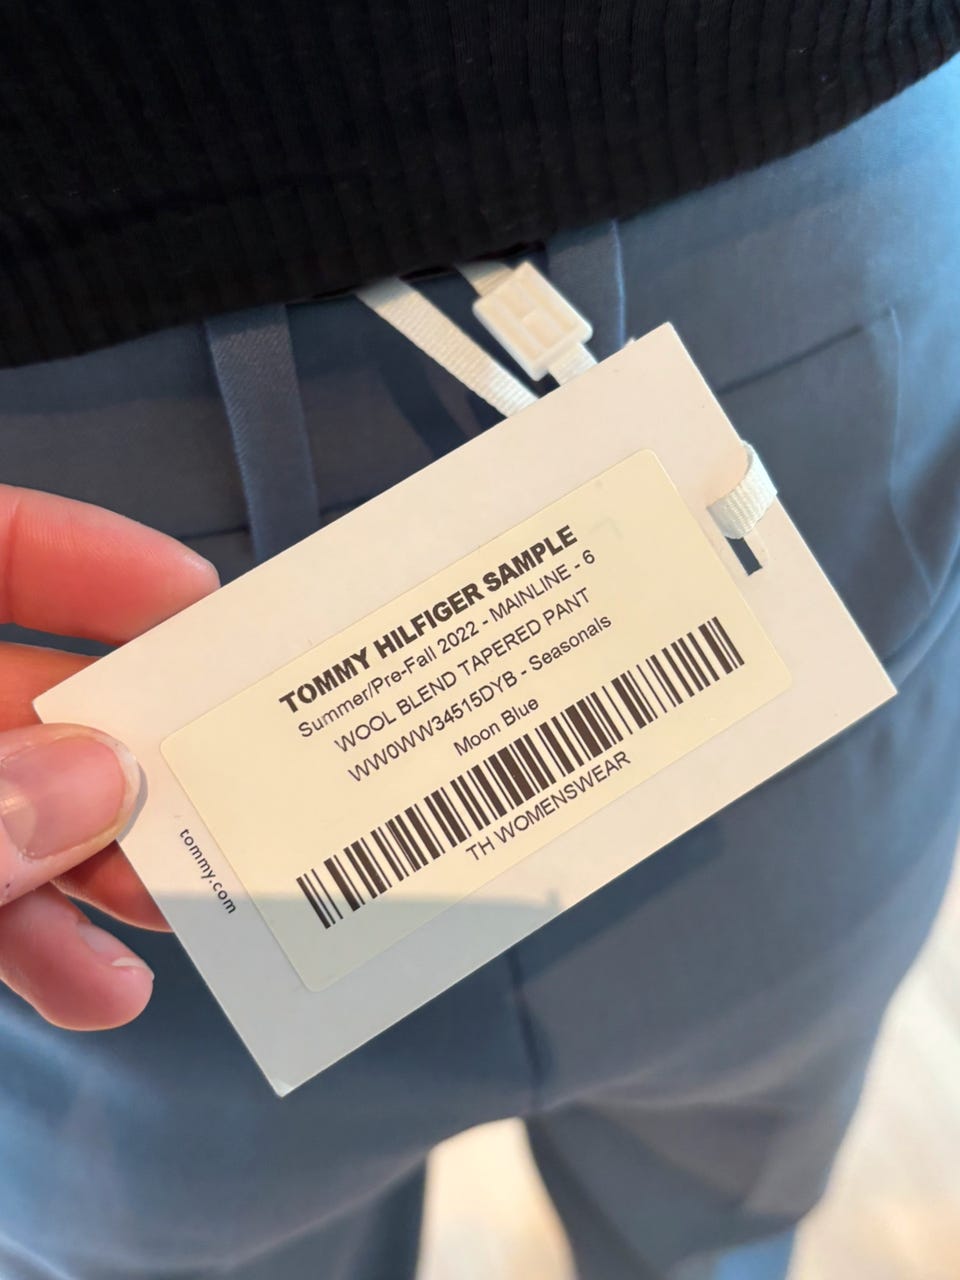 TOMMY HILFIGER SAMPLE
Summer/Pre-Fall 2022 - MAINLINE - 6
WOOL BLEND TAPERED PANT
WW0WW34515DYB - Seasonals
Moon Blue
TH WOMENSWEAR
tommy.com